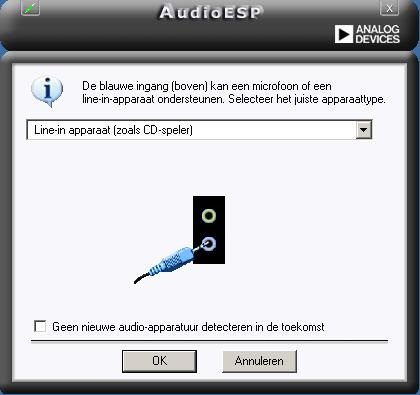 AudioESP
ANALOG
DEVICES
De blauwe ingang (boven) kan een microfoon of een
line-in-apparaat ondersteunen. Selecteer het juiste apparaattype.
Line-in apparaat (zoals CD-speler)
Geen nieuwe audio-apparatuur detecteren in de toekomst
OK
Annuleren